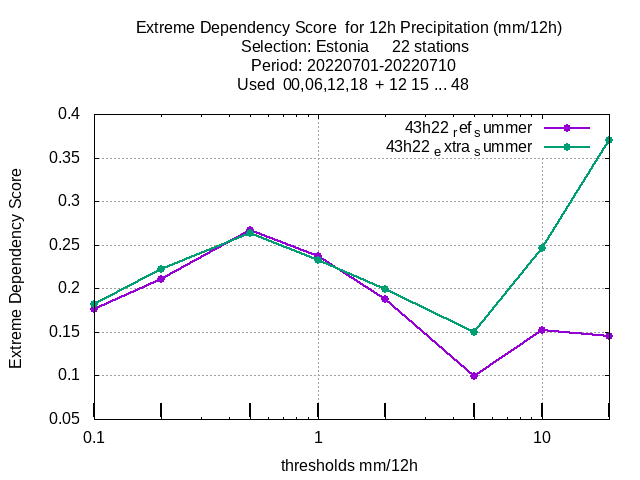 Extreme Dependency Score  for 12h Precipitation (mm/12h)
Selection: Estonia     22 stations
Period: 20220701-20220710
Used  00,06,12,18  + 12 15 ... 48
43h22 ref summer
43h22 extra summer
0.4
0.35
0.3
0.25
0.2
0.15
0.1
0.05
Extreme Dependency Score
0.1 1 10
thresholds mm/12h